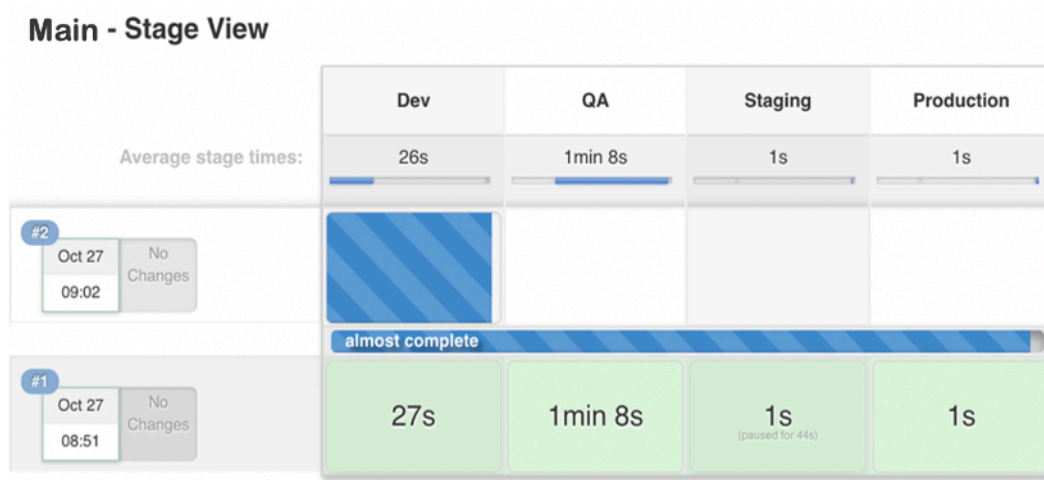 Main - Stage View
Dev QA Staging Production
Average stage times: 26s 1min 8s 1s 1s
#2
Oct 27 No
Changes
09:02
almost complete
#1
Oct 27 No
Changes
08:51
27s 1min 8s 1s 1s
(paused for 44s)